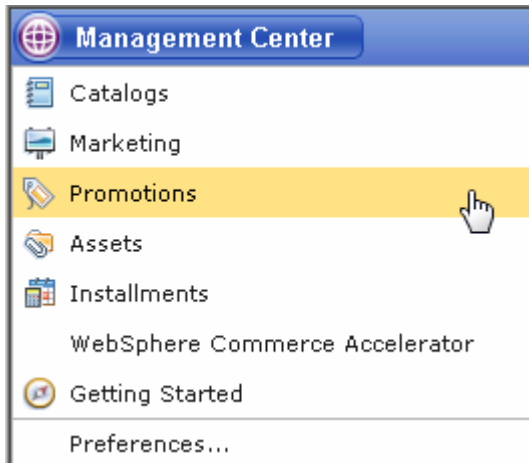 Management Center
Catalogs
Marketing
Promotions
Assets
Installments
WebSphere Commerce Accelerator
Getting Started
Preferences...